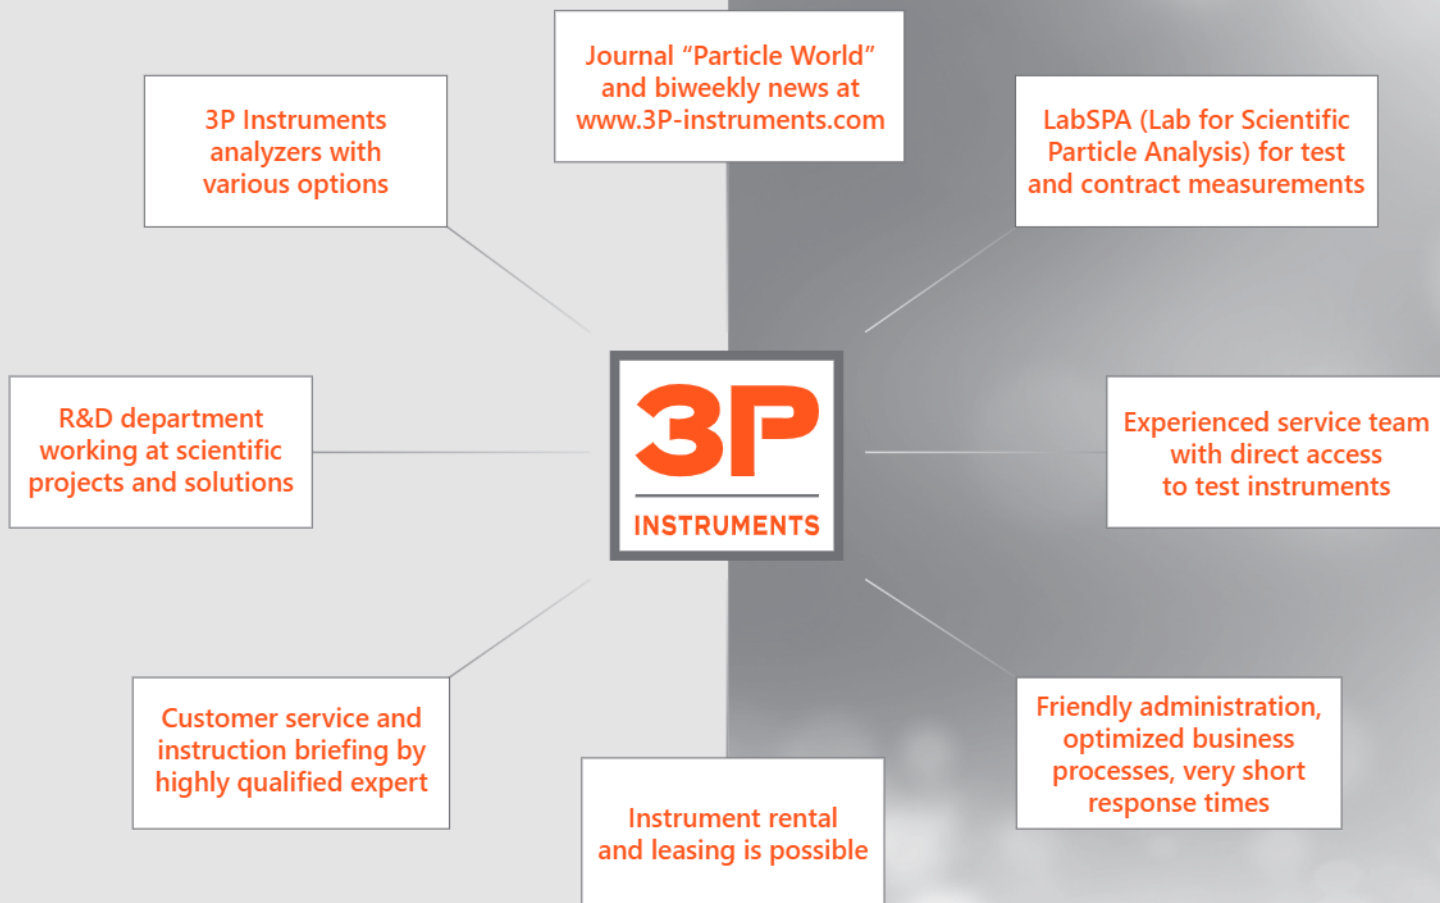 Journal “Particle World”
and biweekly news at
www.3P-instruments.com
3P Instruments
analyzers with
various options
LabSPA (Lab for Scientific
Particle Analysis) for test
and contract measurements
R&D department
working at scientific
projects and solutions
3P
INSTRUMENTS
Experienced service team
with direct access
to test instruments
Customer service and
instruction briefing by
highly qualified expert
Friendly administration,
optimized business
processes, very short
response times
Instrument rental
and leasing is possible